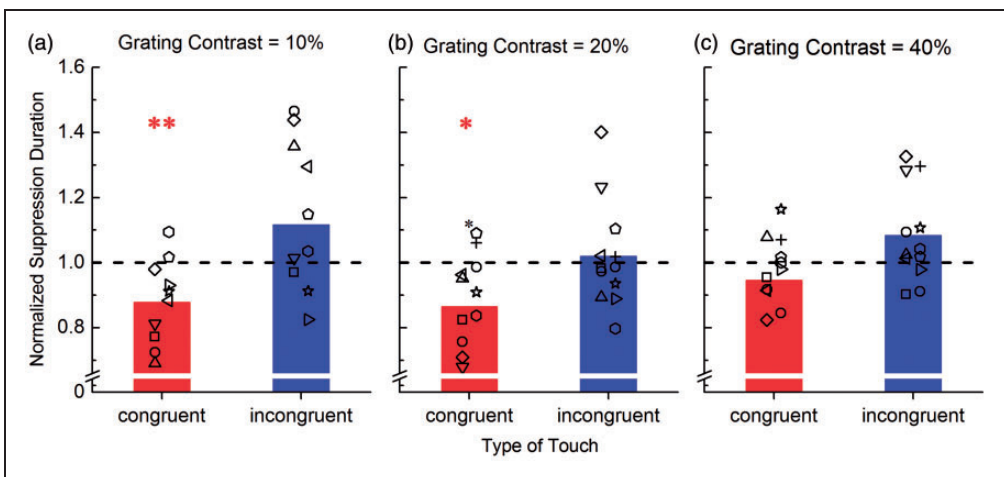 (a) Grating Contrast = 10%
(b) Grating Contrast = 20%
(c) Grating Contrast = 40%
Normalized Suppression Duration
1.6
1.4
1.2
1.0
0.8
0
**
*
*
congruent incongruent
congruent incongruent
congruent incongruent
Type of Touch